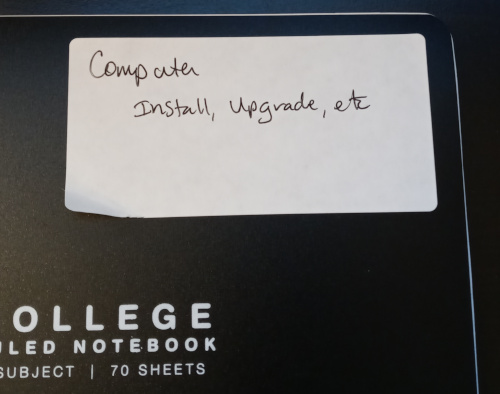 Computer
Install, upgrade, etc
OLLEGE
ULED NOTEBOOK
SUBJECT | 70 SHEETS